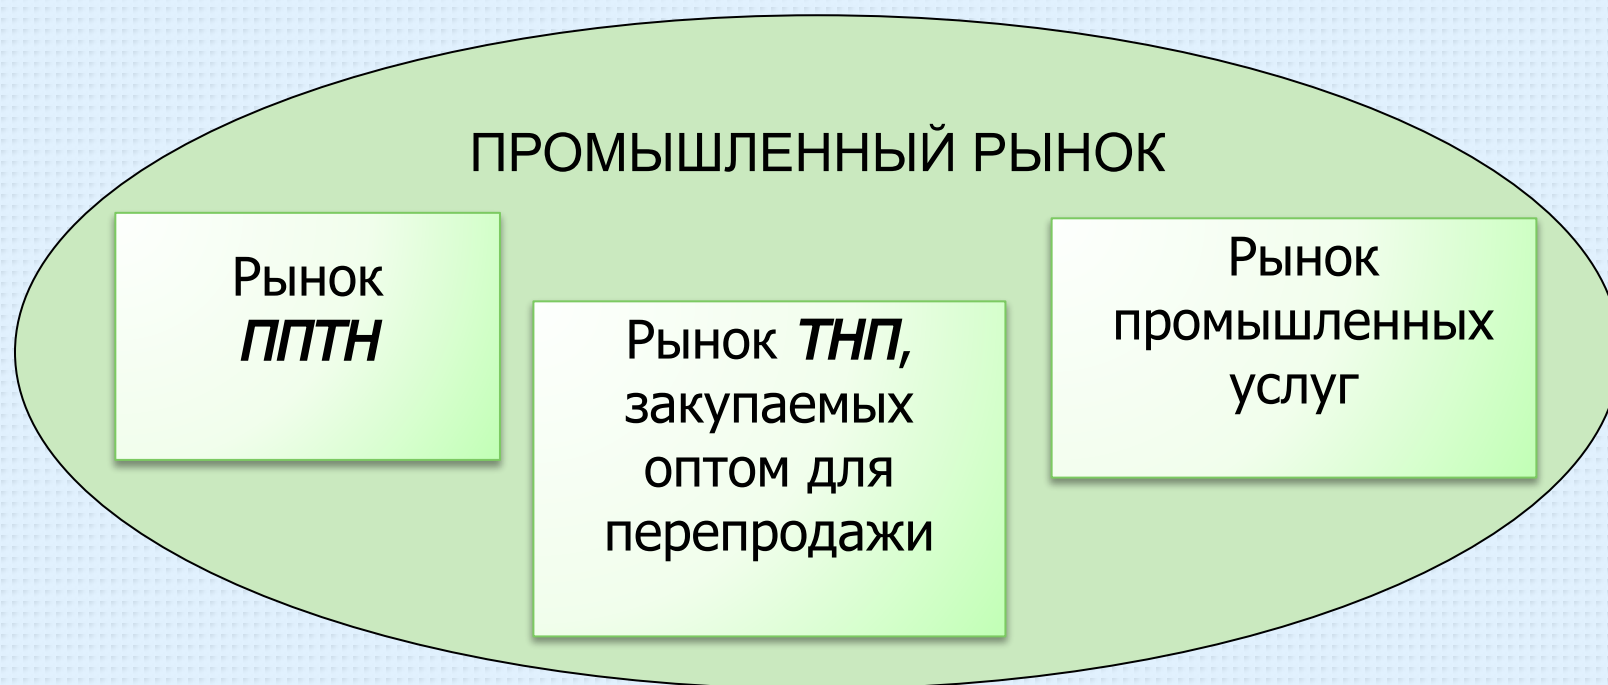 ПРОМЫШЛЕННЫЙ РЫНОК
Рынок
ППТН
Рынок ТНП,
закупаемых
оптом для
перепродажи
Рынок
промышленных
услуг